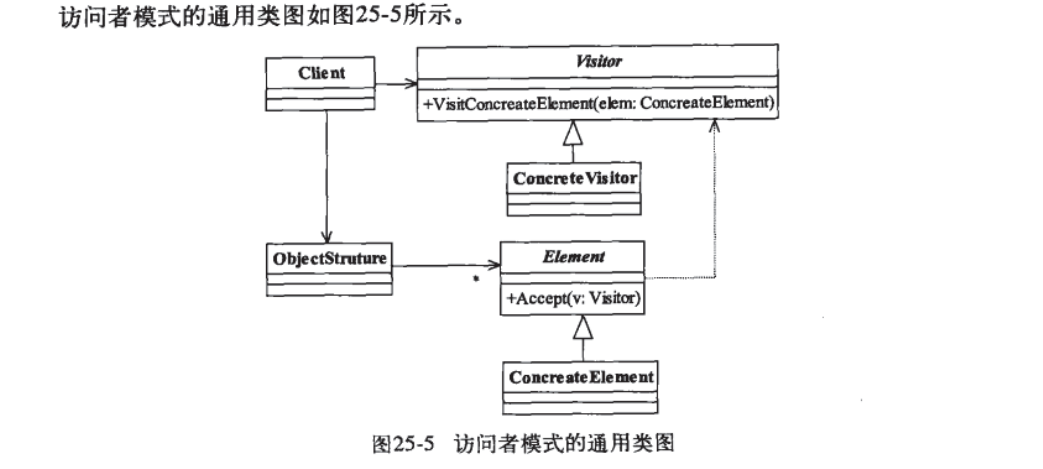 访问者模式的通用类图如图25-5所示。
Client
Visitor
+VisitConcreateElement(elem: ConcreateElement)
ConcreteVisitor
ObjectStruture
*
Element
+Accept(v: Visitor)
ConcreateElement
图25-5 访问者模式的通用类图